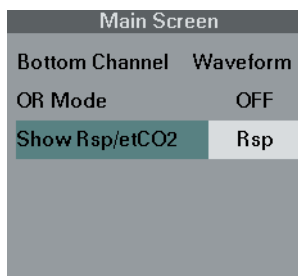 Main Screen
Bottom Channel Waveform
OR Mode OFF
Show Rsp/etCO2 Rsp